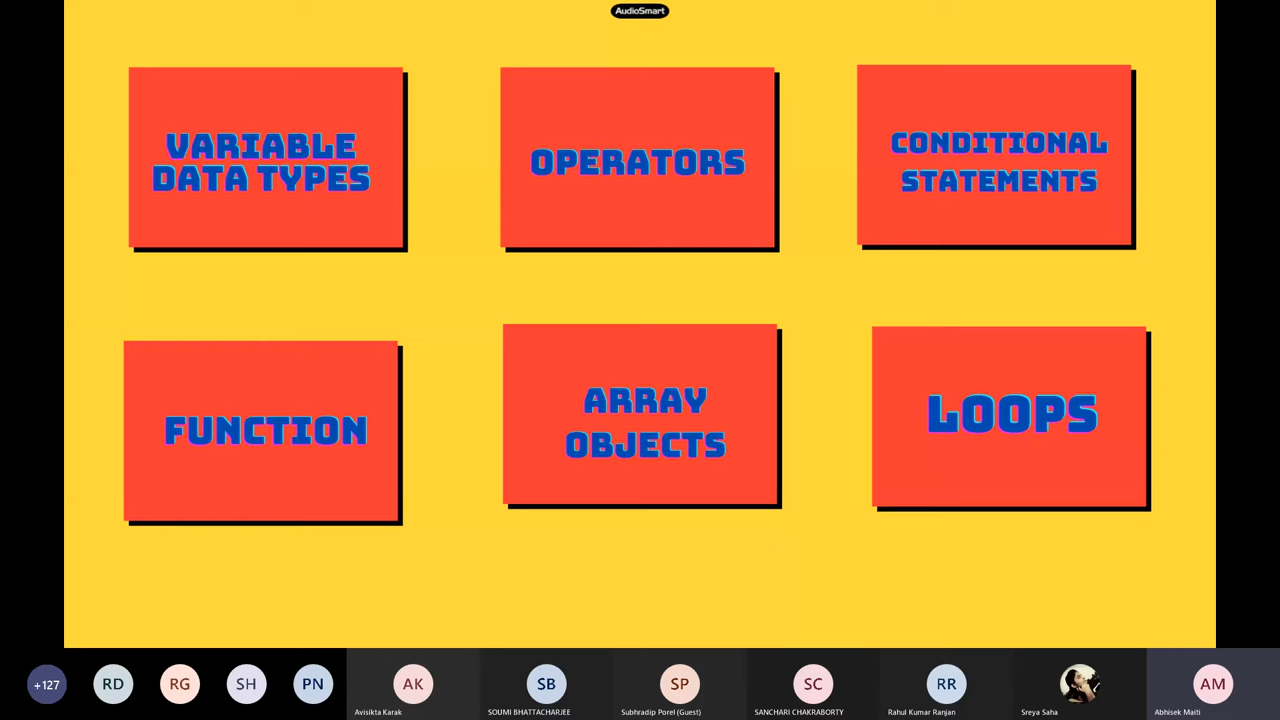 AudioSmart
VARIABLE
DATA TYPES
OPERATORS
CONDITIONAL
STATEMENTS
FUNCTION
ARRAY
OBJECTS
LOOPS
+127
RD
RG
SH
PN
AK
Avisikta Karak
SB
SOUMI BHATTACHARJEE
SP
Subhradip Porel (Guest)
SC
SANCHARI CHAKRABORTY
RR
Rahul Kumar Ranjan
Sreya Saha
AM
Abhisek Maiti